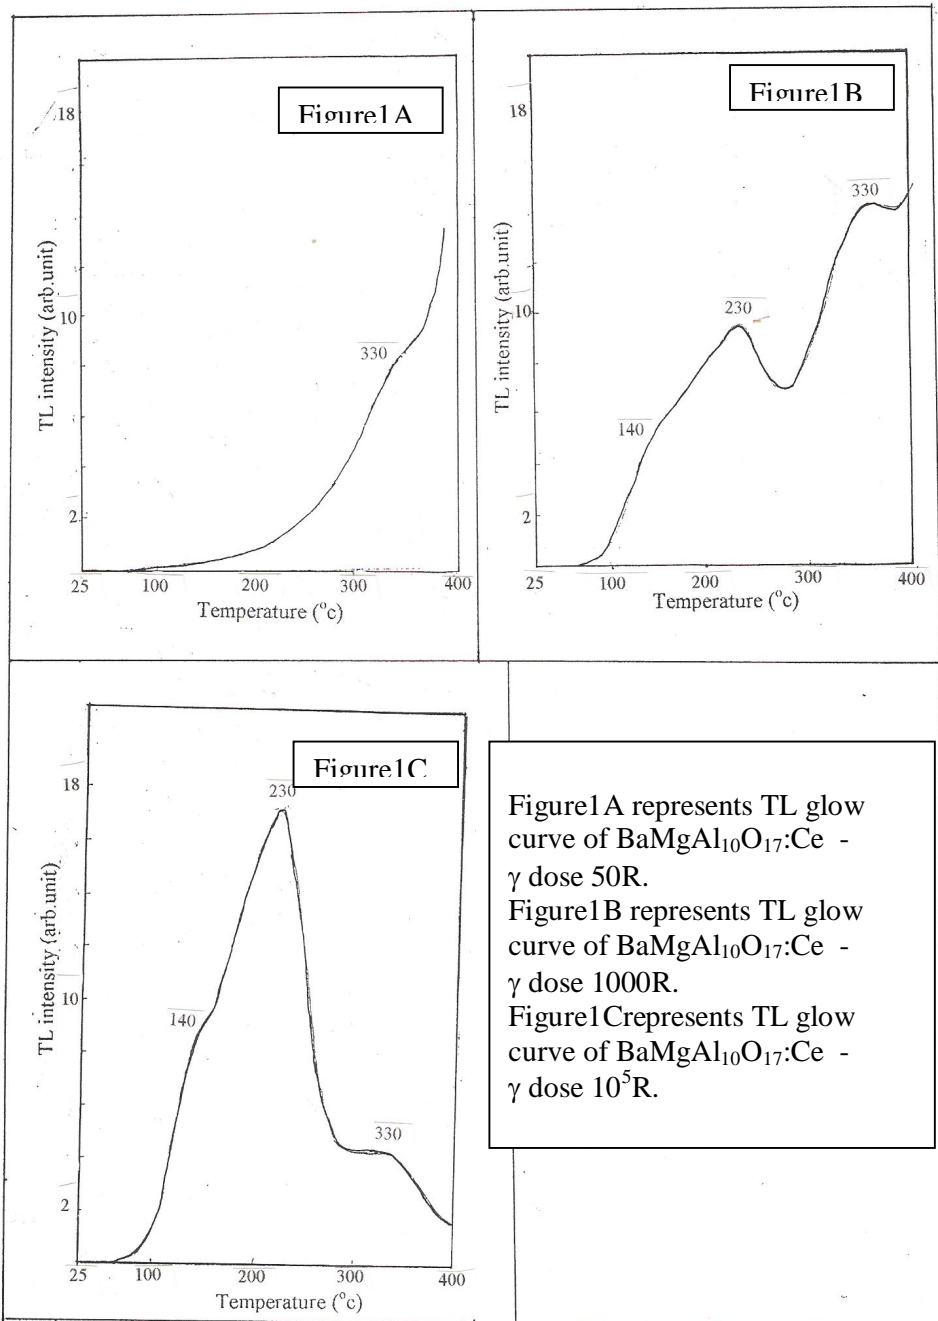 Figure1A
18
10
2
330
TL intensity (arb.unit)
25 100 200 300 400
Temperature (°c)
Figure1B
18
10
2
140
230
330
TL intensity (arb.unit)
25 100 200 300 400
Temperature (°c)
Figure1C
18
10
2
140
230
330
TL intensity (arb.unit)
25 100 200 300 400
Temperature (°c)
Figure1A represents TL glow
curve of BaMgAl₁₀O₁₇:Ce -
γ dose 50R.
Figure1B represents TL glow
curve of BaMgAl₁₀O₁₇:Ce -
γ dose 1000R.
Figure1Crepresents TL glow
curve of BaMgAl₁₀O₁₇:Ce -
γ dose 10⁵R.